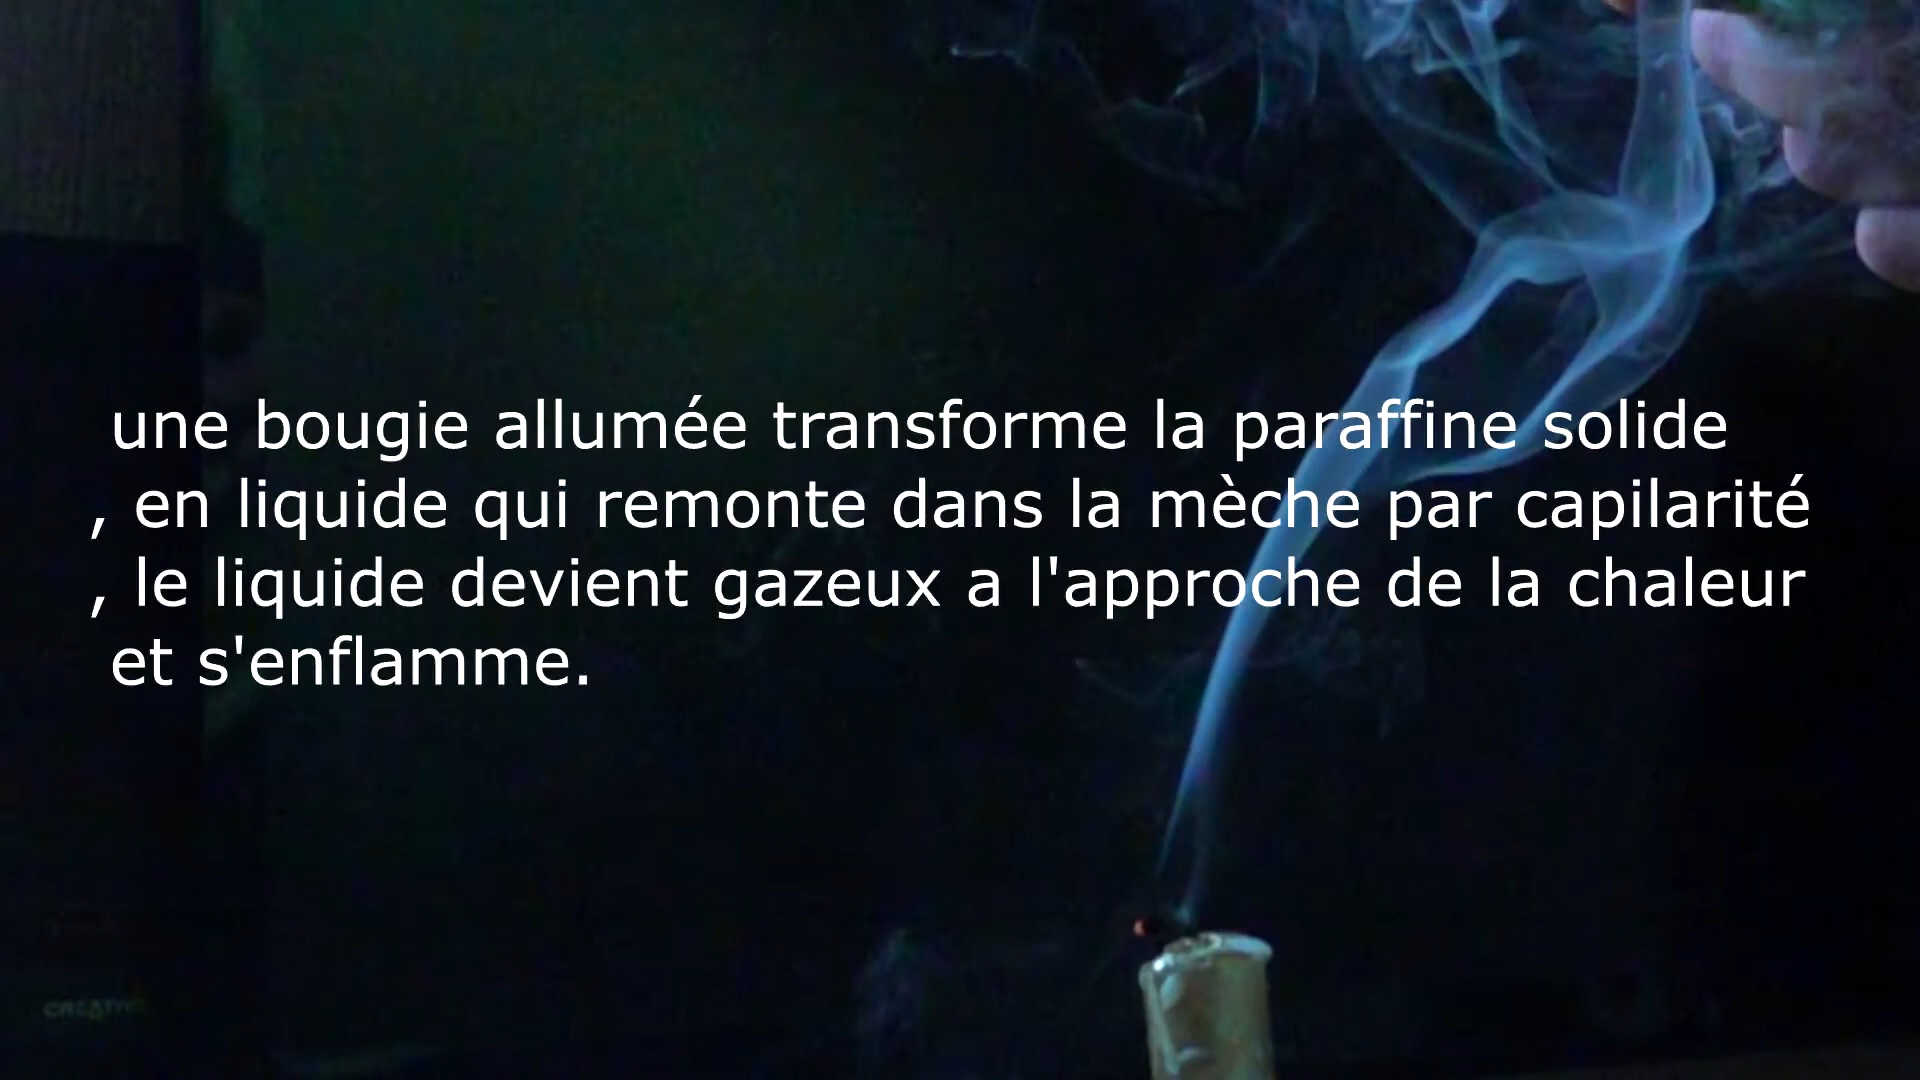 une bougie allumée transforme la paraffine solide
, en liquide qui remonte dans la mèche par capilarité
, le liquide devient gazeux a l'approche de la chaleur
et s'enflamme.
CREATIVE